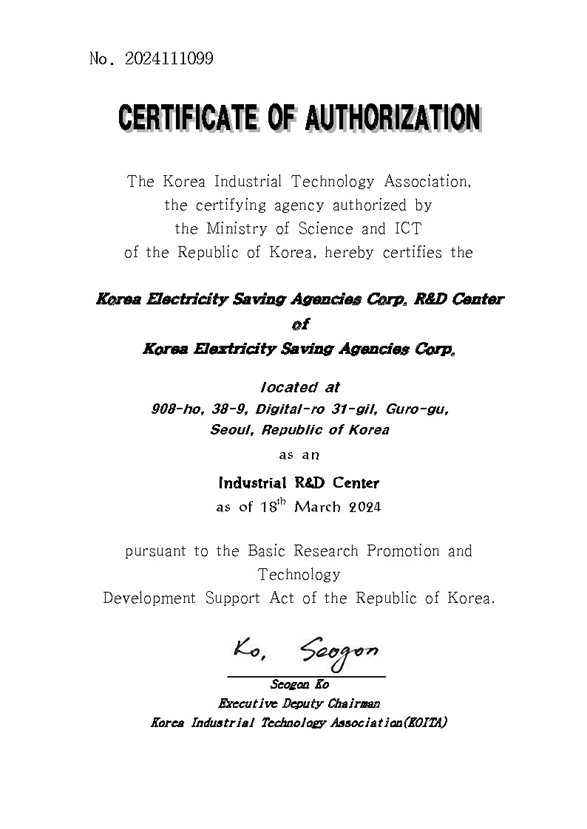 No. 2024111099
CERTIFICATE OF AUTHORIZATION
The Korea Industrial Technology Association,
the certifying agency authorized by
the Ministry of Science and ICT
of the Republic of Korea, hereby certifies the
Korea Electricity Saving Agencies Corp. R&D Center
of
Korea Elextricity Saving Agencies Corp.
located at
908-ho, 38-9, Digital-ro 31-gil, Guro-gu,
Seoul, Republic of Korea
as an
Industrial R&D Center
as of 18th March 2024
pursuant to the Basic Research Promotion and
Technology
Development Support Act of the Republic of Korea.
Ko, Seogon
Seogon Ko
Executive Deputy Chairman
Korea Industrial Technology Association(KOITA)